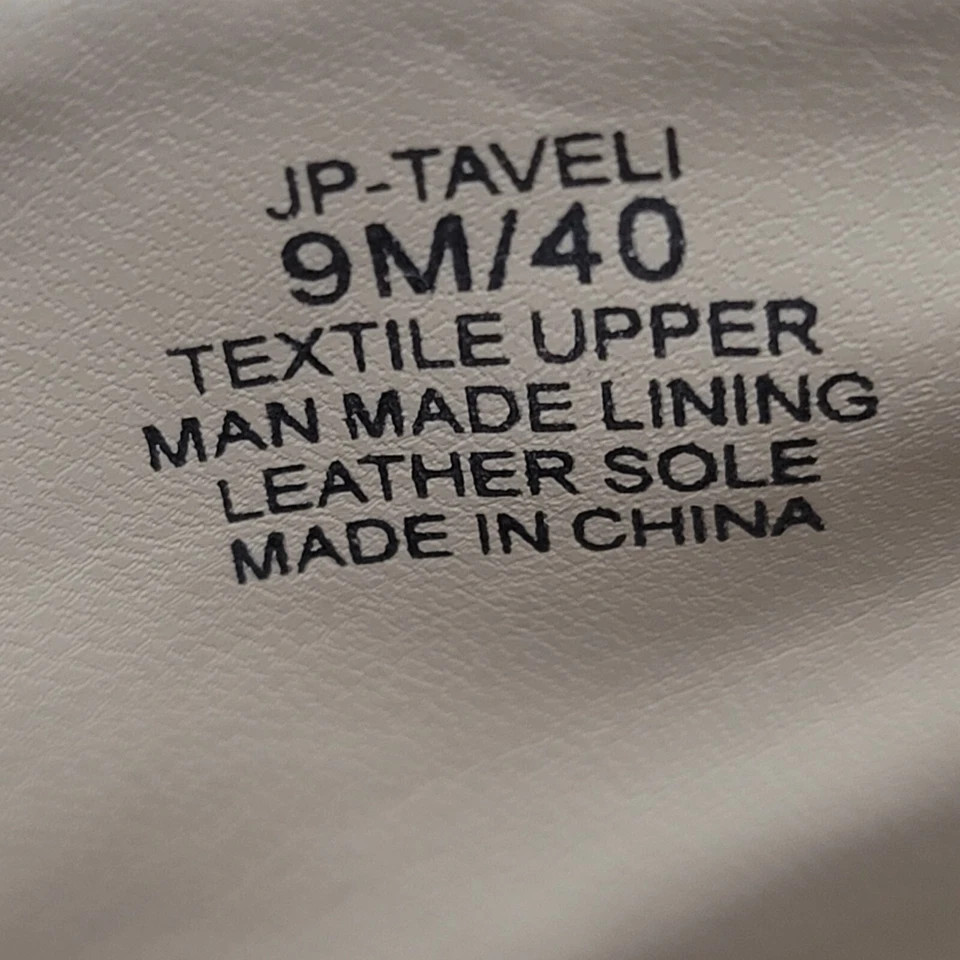 JP-TAVELI
9M/40
TEXTILE UPPER
MAN MADE LINING
LEATHER SOLE
MADE IN CHINA